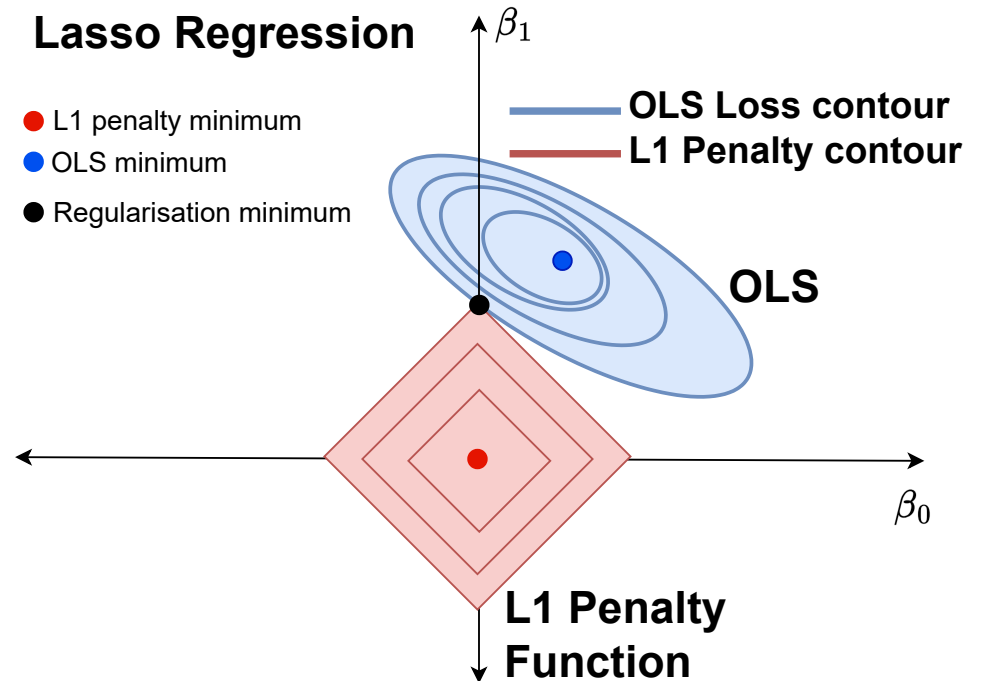 Lasso Regression
β₁
L1 penalty minimum
OLS minimum
Regularisation minimum
OLS Loss contour
L1 Penalty contour
OLS
β₀
L1 Penalty
Function